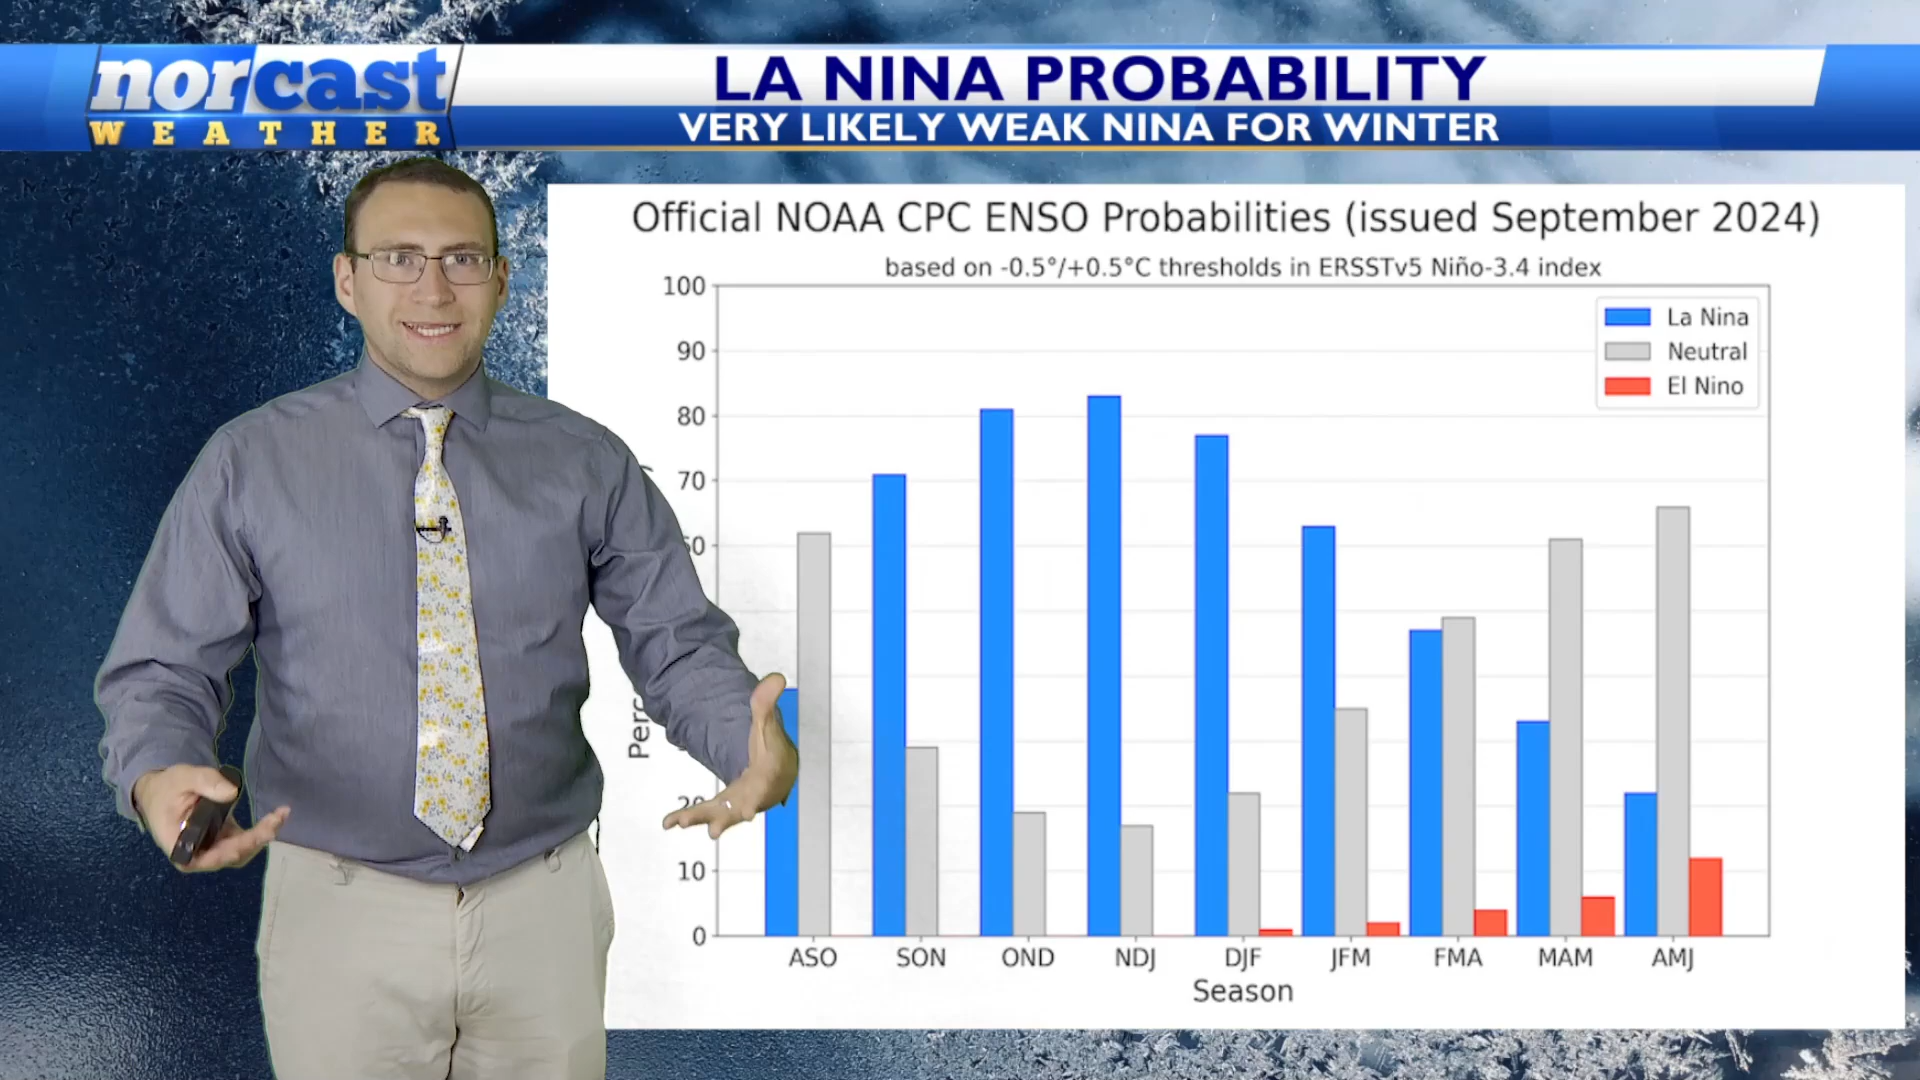 norcast
WEATHER
LA NINA PROBABILITY
VERY LIKELY WEAK NINA FOR WINTER
Official NOAA CPC ENSO Probabilities (issued September 2024)
based on -0.5°/+0.5°C thresholds in ERSSTv5 Niño-3.4 index
100
90
80
70
20
10
0
La Nina
Neutral
El Nino
ASO SON OND NDJ DJF JFM FMA MAM AMJ
Season